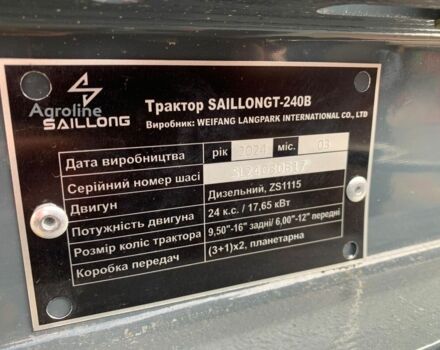 Agroline
SAILLONG
Трактор SAILLONGT-240B
Виробник: WEIFANG LANGPARK INTERNATIONAL CO., LTD
Дата виробництва рік 2024 міс. 03
Серійний номер шасі
Двигун Дизельний, ZS1115
Потужність двигуна 24 к.с. / 17,65 кВт
Розмір коліс трактора 9,50"-16" задні/ 6,00"-12" передні
Коробка передач (3+1)x2, планетарна